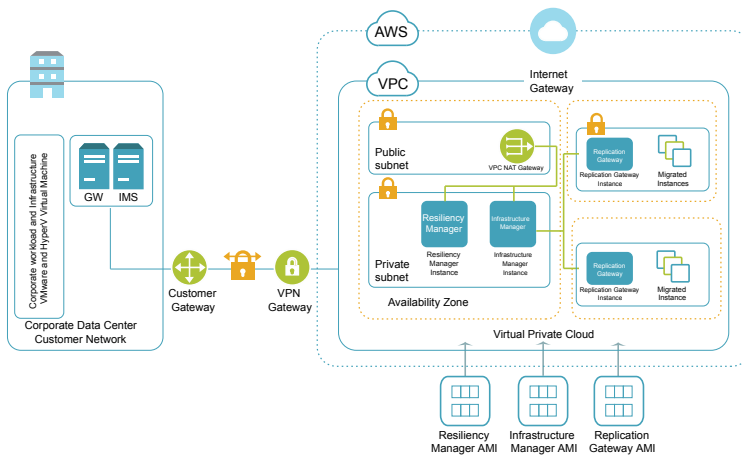 AWS
Internet
Gateway
VPC
Public
subnet
VPC NAT Gateway
Replication
Gateway
Replication Gateway
Instance
Migrated
Instances
Corporate workload and Infrastructure
VMware and HyperV Virtual Machine
GW
IMS
Resiliency
Manager
Infrastructure
Manager
Resiliency
Manager
Instance
Infrastructure
Manager
Instance
Private
subnet
Replication
Gateway
Replication Gateway
Instance
Migrated
Instance
Customer
Gateway
VPN
Gateway
Availability Zone
Corporate Data Center
Customer Network
Virtual Private Cloud
Resiliency
Manager AMI
Infrastructure
Manager AMI
Replication
Gateway AMI